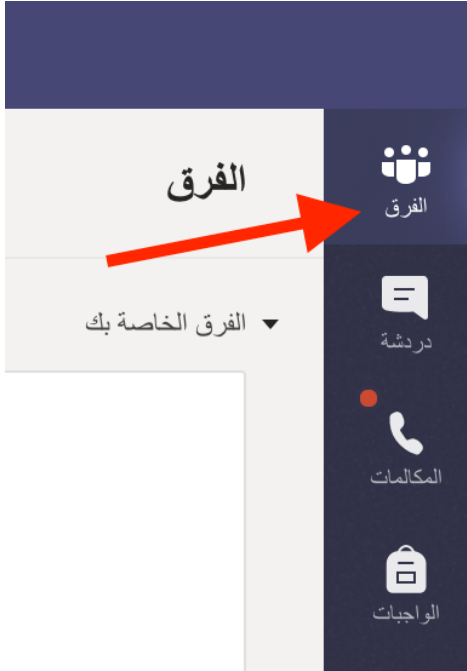 الفرق
الفرق
الفرق الخاصة بك
دردشة
المكالمات
الواجبات